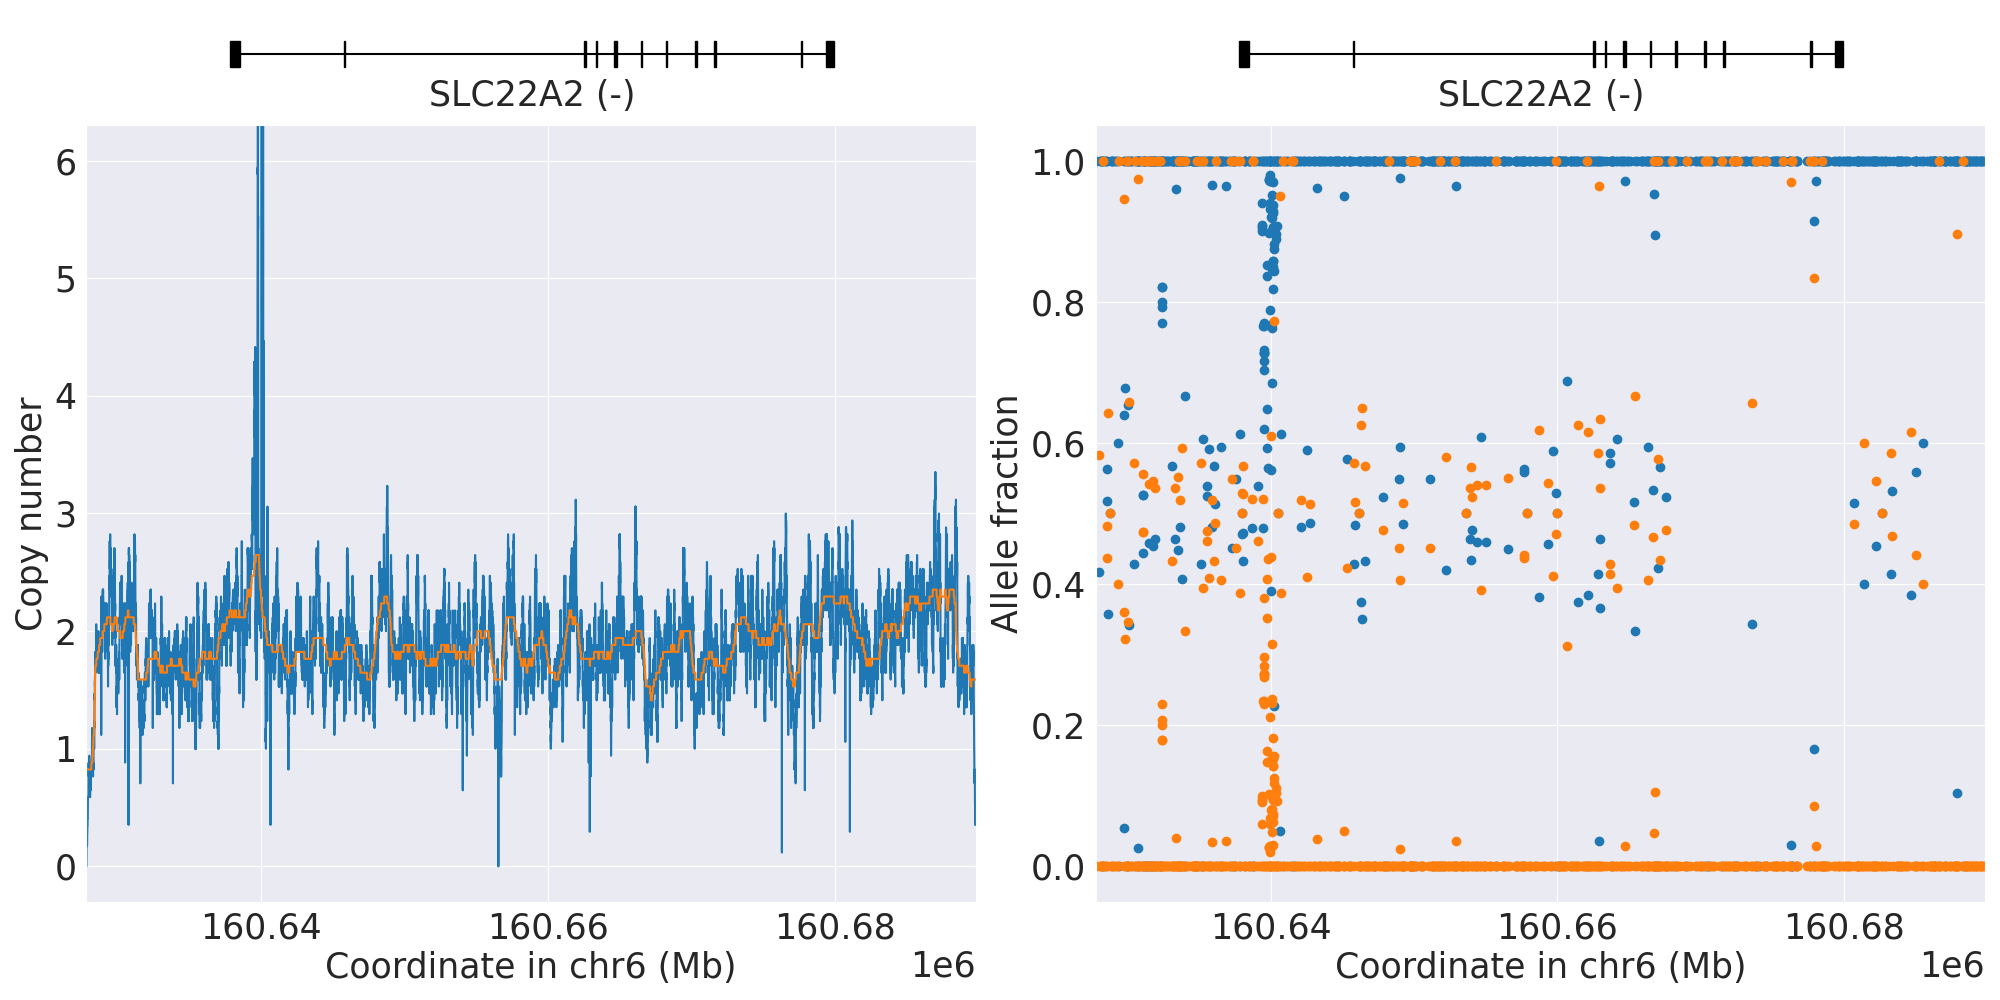 SLC22A2 (-)
Copy number
6
5
4
3
2
1
0
160.64
160.66
160.68
Coordinate in chr6 (Mb)
1e6
SLC22A2 (-)
Allele fraction
1.0
0.8
0.6
0.4
0.2
0.0
160.64
160.66
160.68
Coordinate in chr6 (Mb)
1e6